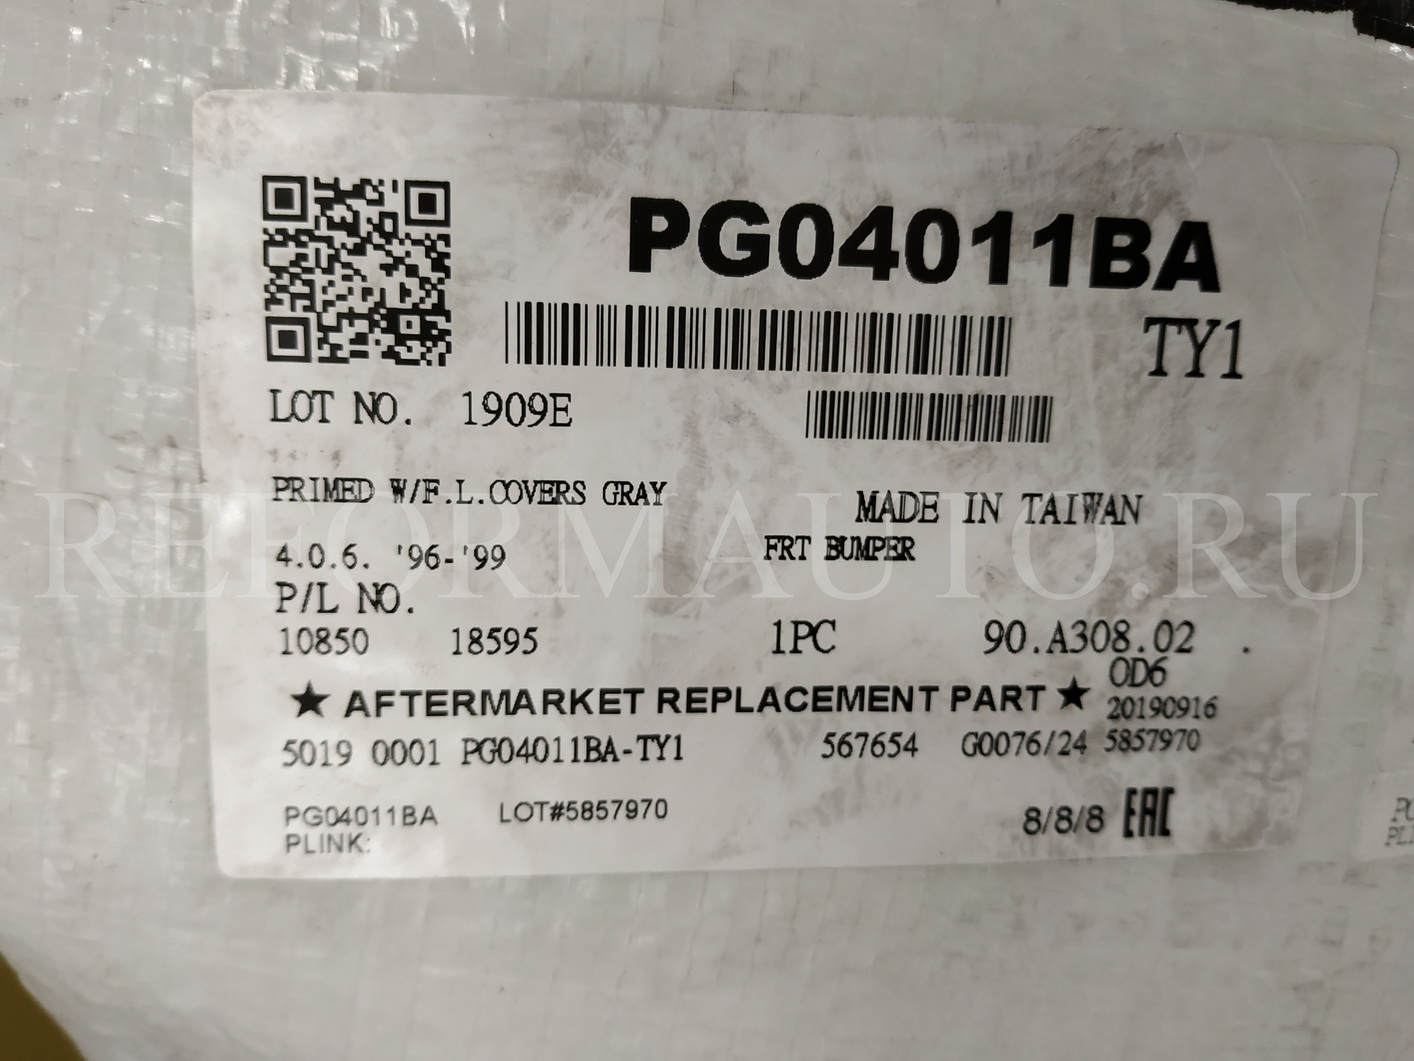 PG04011BA
TY1
LOT NO. 1909E
PRIMED W/F.L.COVERS GRAY
MADE IN TAIWAN
4.0.6. '96-'99
FRT BUMPER
P/L NO.
10850 18595 1PC 90.A308.02 .
OD6
★ AFTERMARKET REPLACEMENT PART ★ 20190916
5019 0001 PG04011BA-TY1 567654 G0076/24 5857970
PG04011BA LOT#5857970 8/8/8 EAC
PLINK:
REFORMAUTO.RU